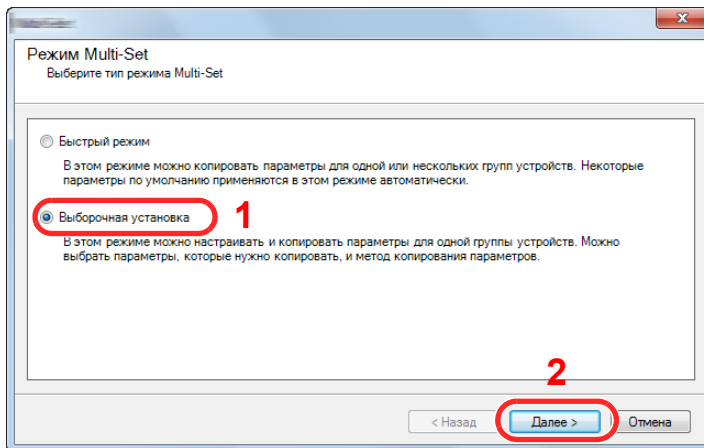 Режим Multi-Set
Выберите тип режима Multi-Set
Быстрый режим
В этом режиме можно копировать параметры для одной или нескольких групп устройств. Некоторые
параметры по умолчанию применяются в этом режиме автоматически.
Выборочная установка 1
В этом режиме можно настраивать и копировать параметры для одной группы устройств. Можно
выбрать параметры, которые нужно копировать, и метод копирования параметров.
2
< Назад Далее > Отмена